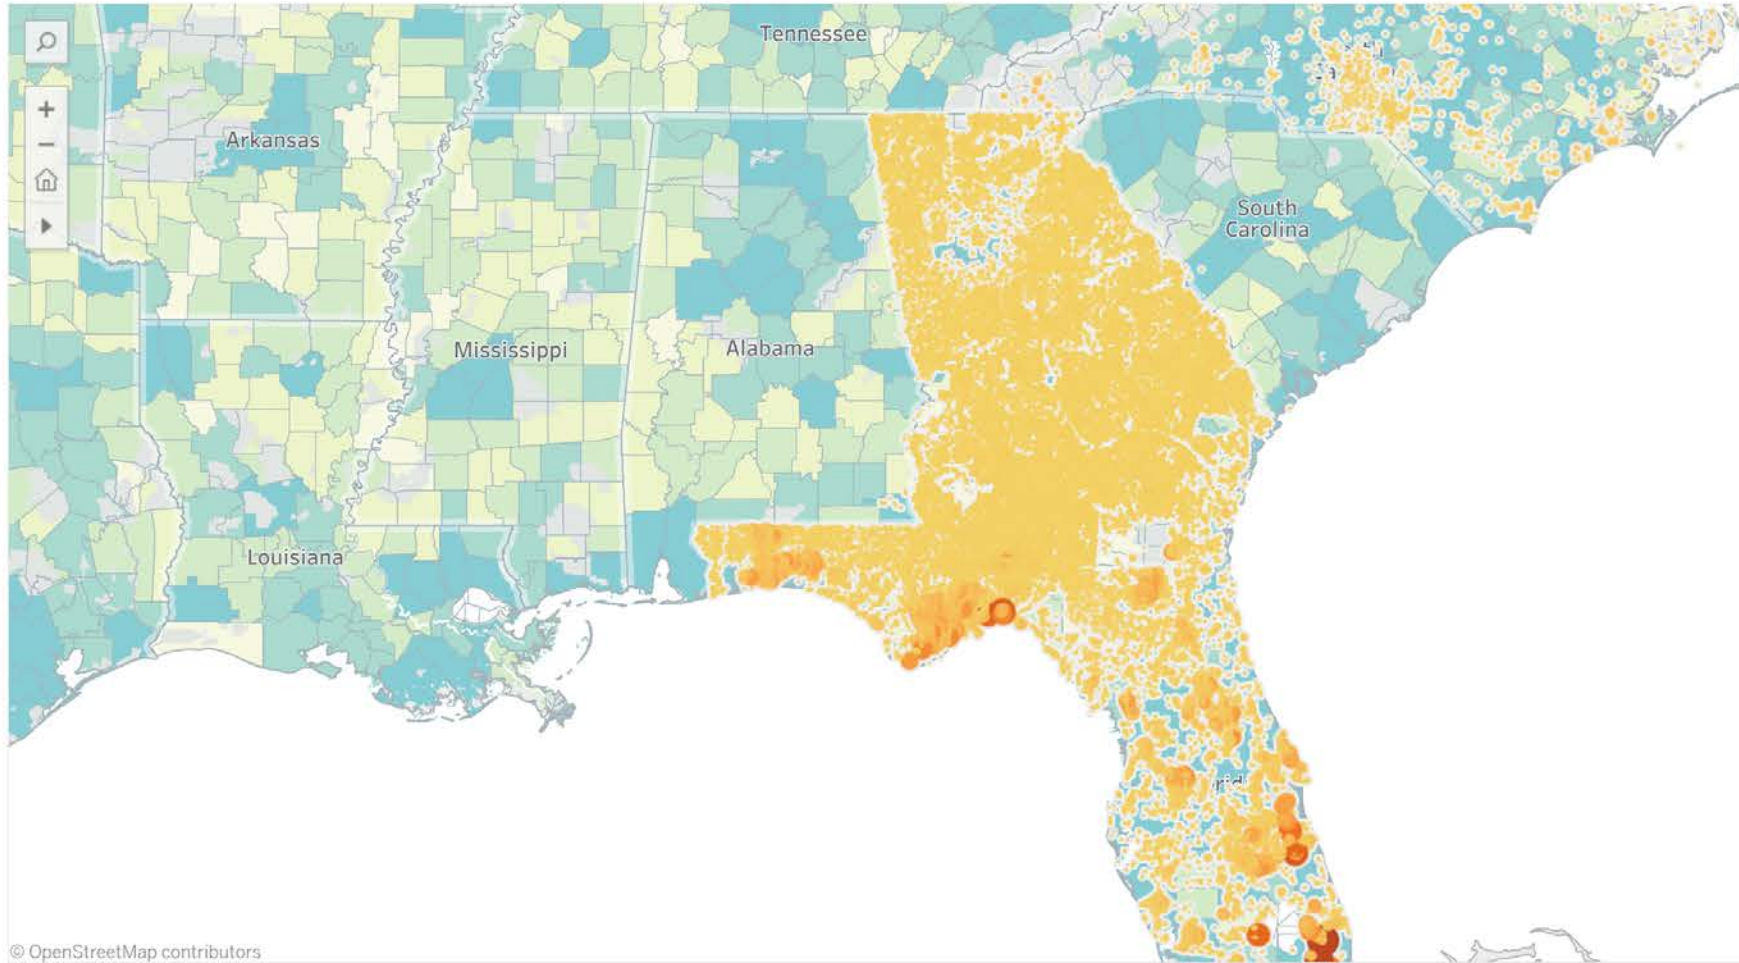 Tennessee
Arkansas
South
Carolina
Mississippi
Alabama
Louisiana
© OpenStreetMap contributors